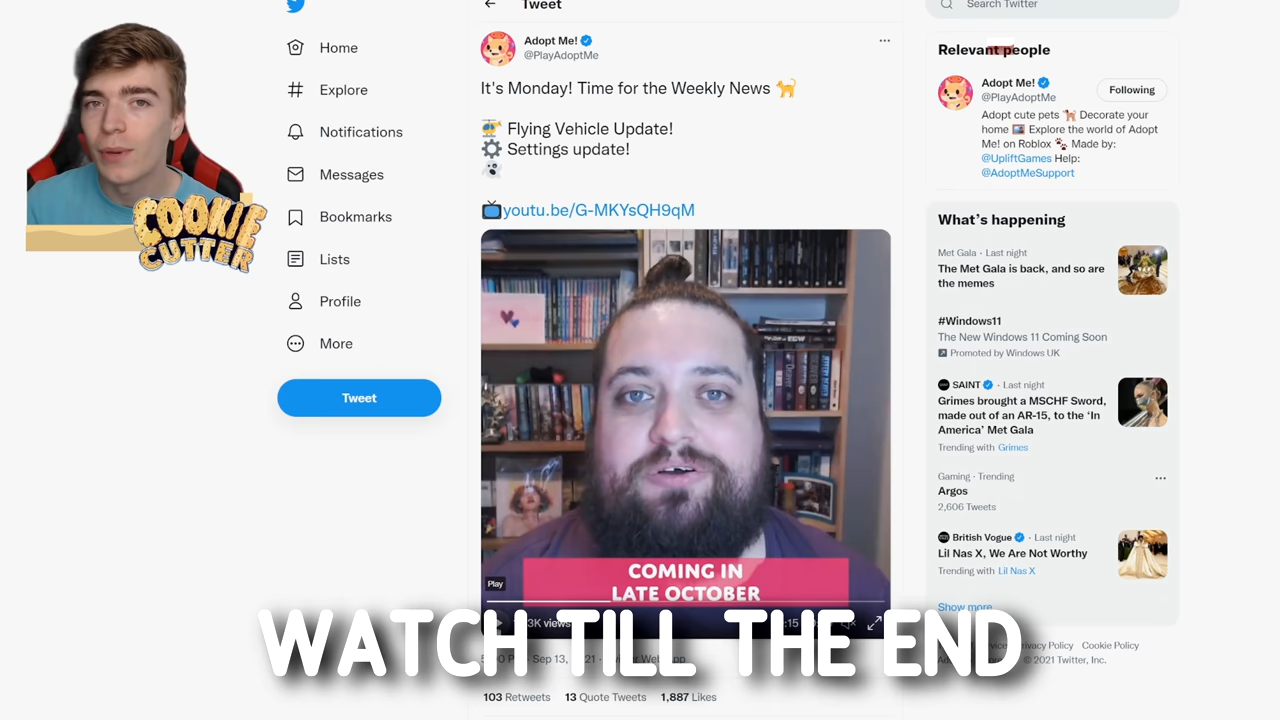 Tweet
Search Twitter
Home
Explore
Notifications
Messages
Bookmarks
Lists
Profile
More
Tweet
COOKIE
CUTTER
Adopt Me!
@PlayAdoptMe
It's Monday! Time for the Weekly News
Flying Vehicle Update!
Settings update!
youtu.be/G-MKYsQH9qM
COMING IN
LATE OCTOBER
Play
3K views
:15
WATCH TILL THE END
Sep 13,
103 Retweets 13 Quote Tweets 1,887 Likes
Relevant people
Adopt Me!
@PlayAdoptMe
Following
Adopt cute pets Decorate your
home Explore the world of Adopt
Me! on Roblox Made by:
@UpliftGames Help:
@AdoptMeSupport
What's happening
Met Gala · Last night
The Met Gala is back, and so are
the memes
#Windows11
The New Windows 11 Coming Soon
Promoted by Windows UK
SAINT · Last night
Grimes brought a MSCHF Sword,
made out of an AR-15, to the 'In
America' Met Gala
Trending with Grimes
Gaming · Trending
Argos
2,606 Tweets
British Vogue · Last night
Lil Nas X, We Are Not Worthy
Trending with Lil Nas X
Show more
Privacy Policy Cookie Policy
© 2021 Twitter, Inc.